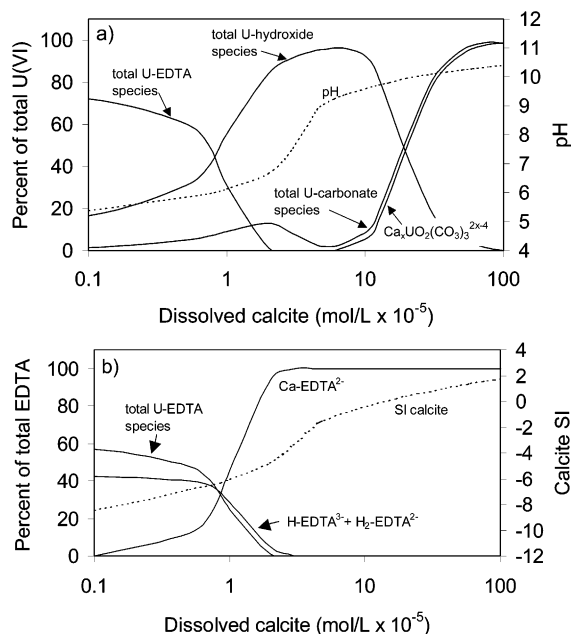 a)
Percent of total U(VI)
100
80
60
40
20
0
total U-hydroxide
species
total U-EDTA
species
pH
total U-carbonate
species
CaxUO2(CO3)3 2x-4
11
10
9
8
7
6
5
4
pH
0.1 1 10 100
Dissolved calcite (mol/L x 10-5)
b)
Percent of total EDTA
100
80
60
40
20
0
total U-EDTA
species
Ca-EDTA2-
SI calcite
H-EDTA3- + H2-EDTA2-
4
2
0
-2
-4
-6
-8
-10
-12
Calcite SI
0.1 1 10 100
Dissolved calcite (mol/L x 10-5)